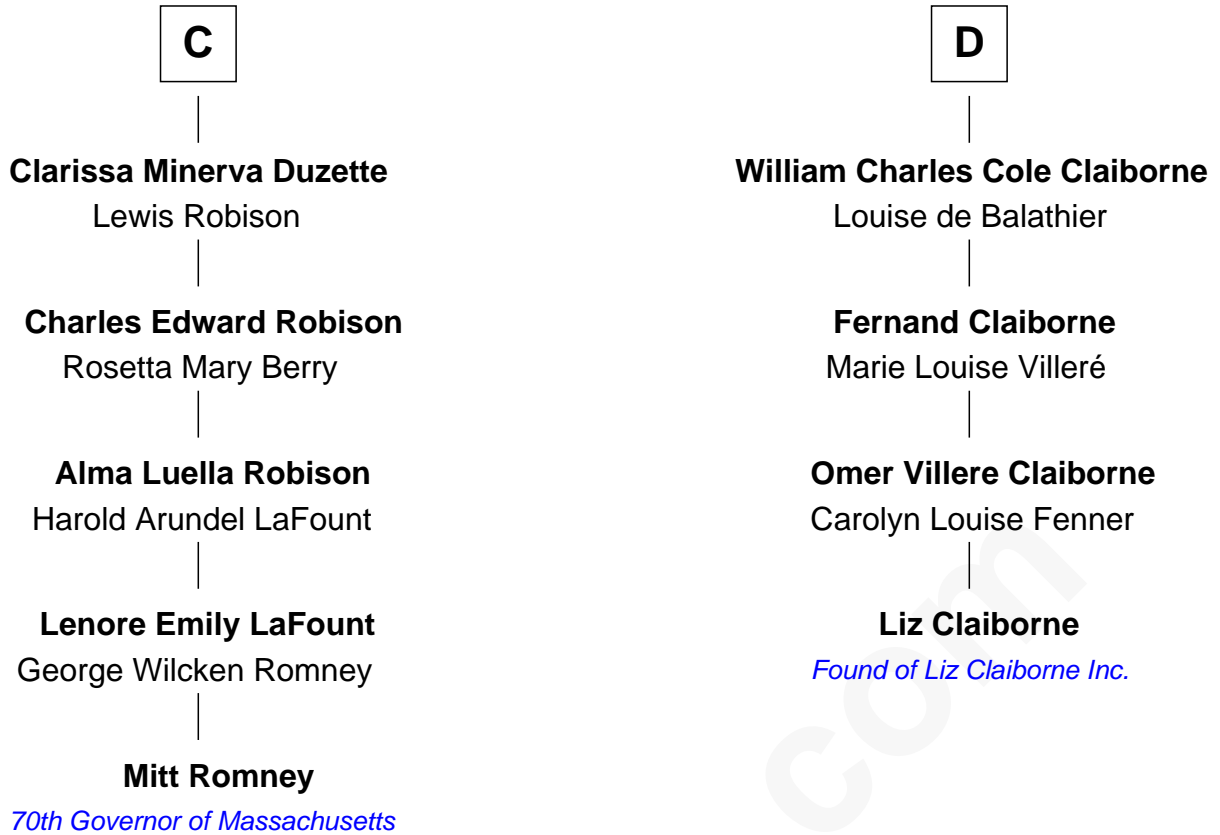 C
Clarissa Minerva Duzette
Lewis Robison
Charles Edward Robison
Rosetta Mary Berry
Alma Luella Robison
Harold Arundel LaFount
Lenore Emily LaFount
George Wilcken Romney
Mitt Romney
70th Governor of Massachusetts
D
William Charles Cole Claiborne
Louise de Balathier
Fernand Claiborne
Marie Louise Villeré
Omer Villere Claiborne
Carolyn Louise Fenner
Liz Claiborne
Found of Liz Claiborne Inc.
com